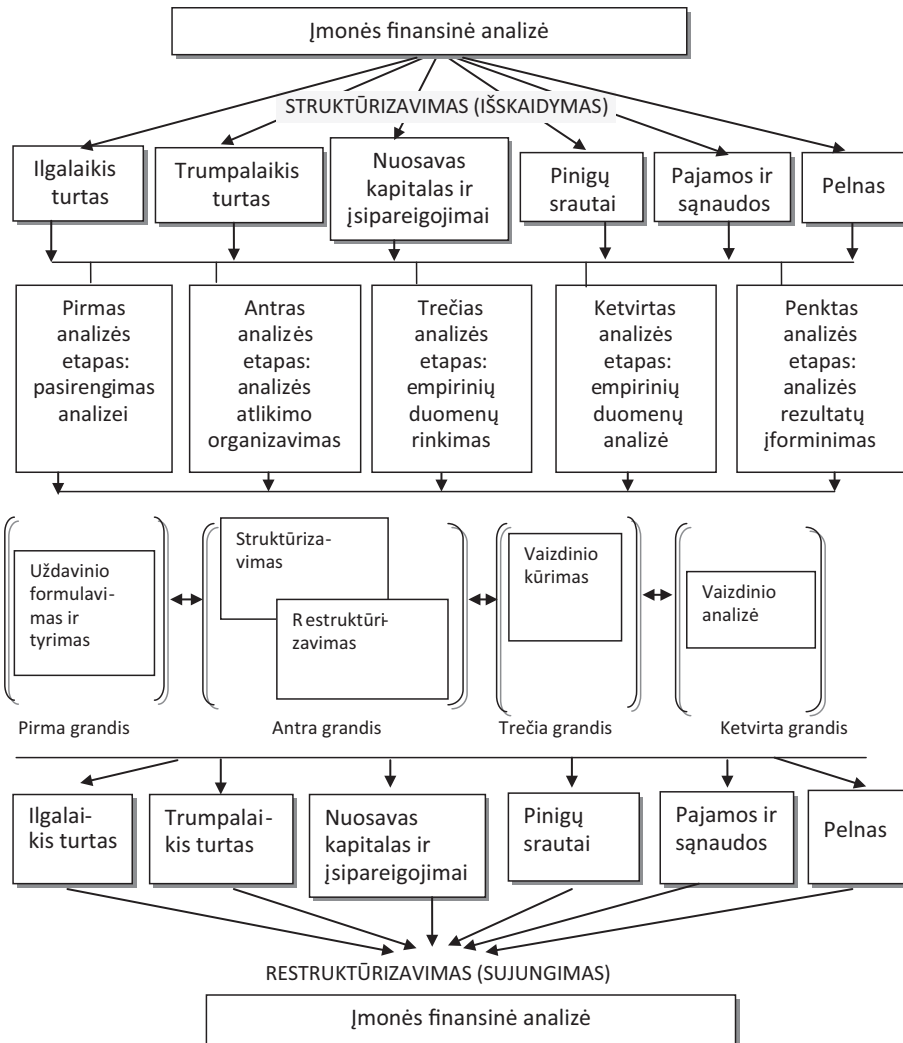 Įmonės finansinė analizė
STRUKTŪRIZAVIMAS (IŠSKAIDYMAS)
Ilgalaikis
turtas
Trumpalaikis
turtas
Nuosavas
kapitalas ir
įsipareigojimai
Pinigų
srautai
Pajamos ir
sąnaudos
Pelnas
Pirmas
analizės
etapas:
pasirengimas
analizei
Antras
analizės
etapas:
analizės
atlikimo
organizavimas
Trečias
analizės
etapas:
empirinių
duomenų
rinkimas
Ketvirtas
analizės
etapas:
empirinių
duomenų
analizė
Penktas
analizės
etapas:
analizės
rezultatų
įforminimas
Uždavinio
formulavi-
mas ir
tyrimas
Struktūriza-
vimas
Restruktūri-
zavimas
Vaizdinio
kūrimas
Vaizdinio
analizė
Pirma grandis
Antra grandis
Trečia grandis
Ketvirta grandis
Ilgalai-
kis turtas
Trumpalai-
kis turtas
Nuosavas
kapitalas ir
įsipareigojimai
Pinigų
srautai
Pajamos ir
sąnaudos
Pelnas
RESTRUKTŪRIZAVIMAS (SUJUNGIMAS)
Įmonės finansinė analizė